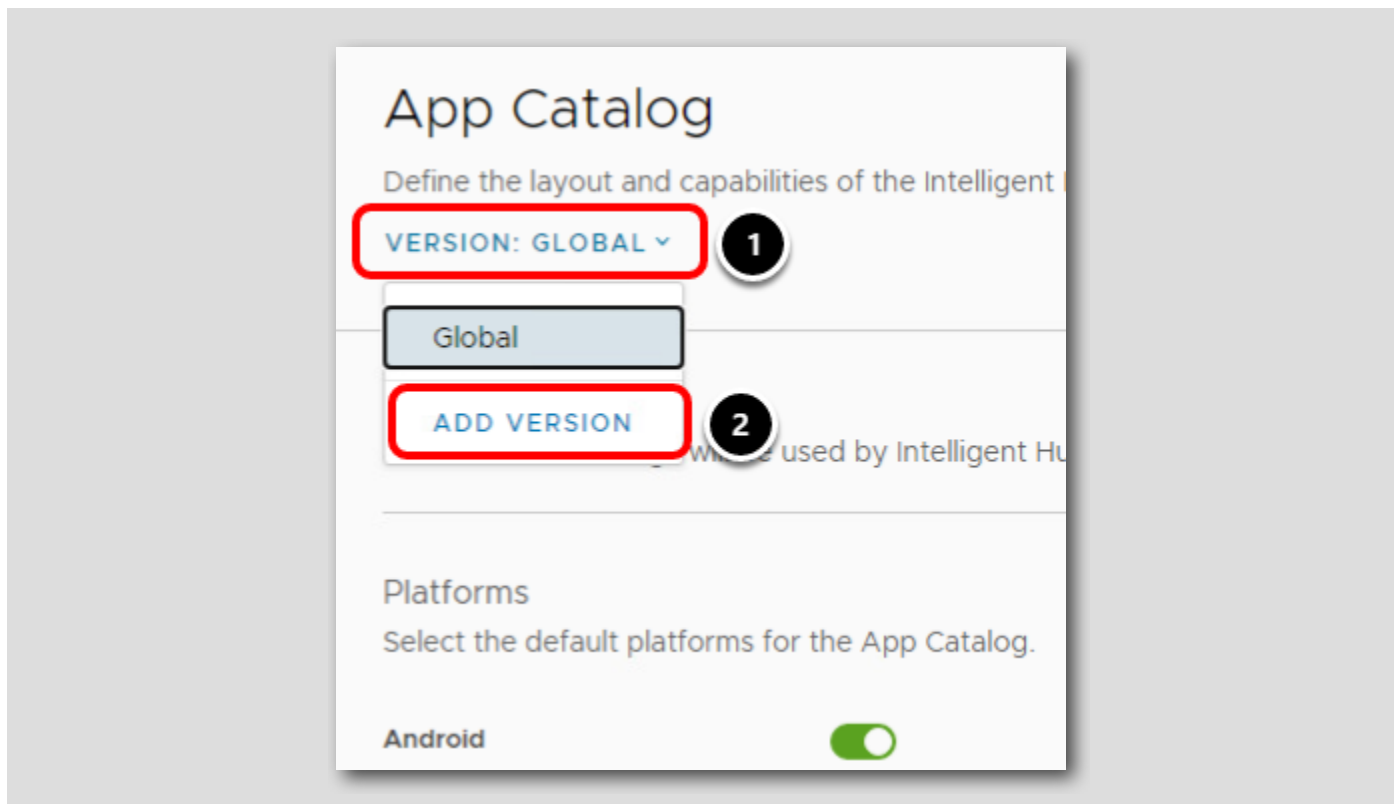 App Catalog
Define the layout and capabilities of the Intelligent
VERSION: GLOBAL
1
Global
ADD VERSION
2
used by Intelligent
Platforms
Select the default platforms for the App Catalog.
Android